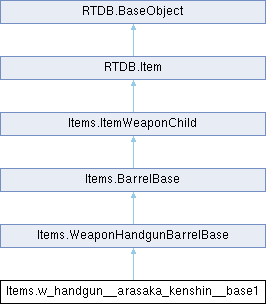 RTDB.BaseObject
RTDB.Item
Items.ItemWeaponChild
Items.BarrelBase
Items.WeaponHandgunBarrelBase
Items.w_handgun__arasaka_kenshin__base1